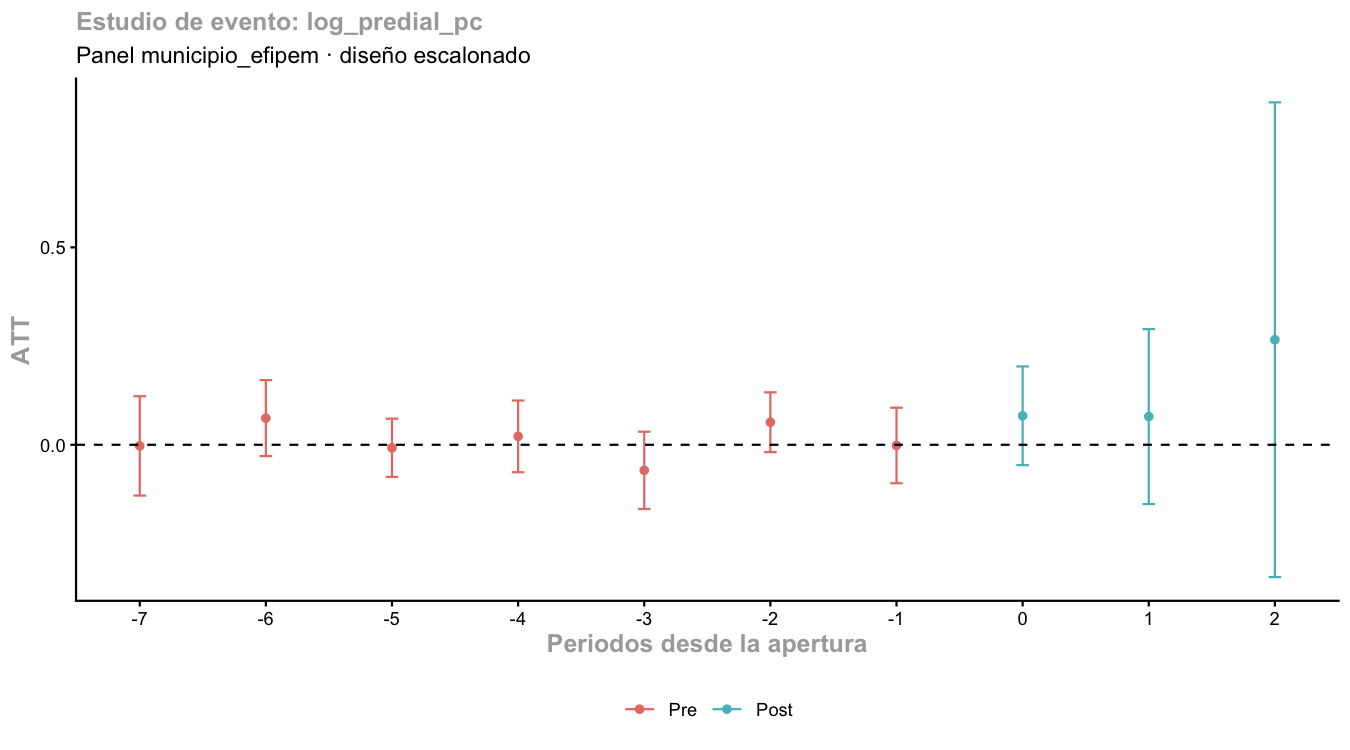 Estudio de evento: log_predial_pc
Panel municipio_efipem · diseño escalonado
ATT
0.5
0.0
-7 -6 -5 -4 -3 -2 -1 0 1 2
Periodos desde la apertura
Pre Post